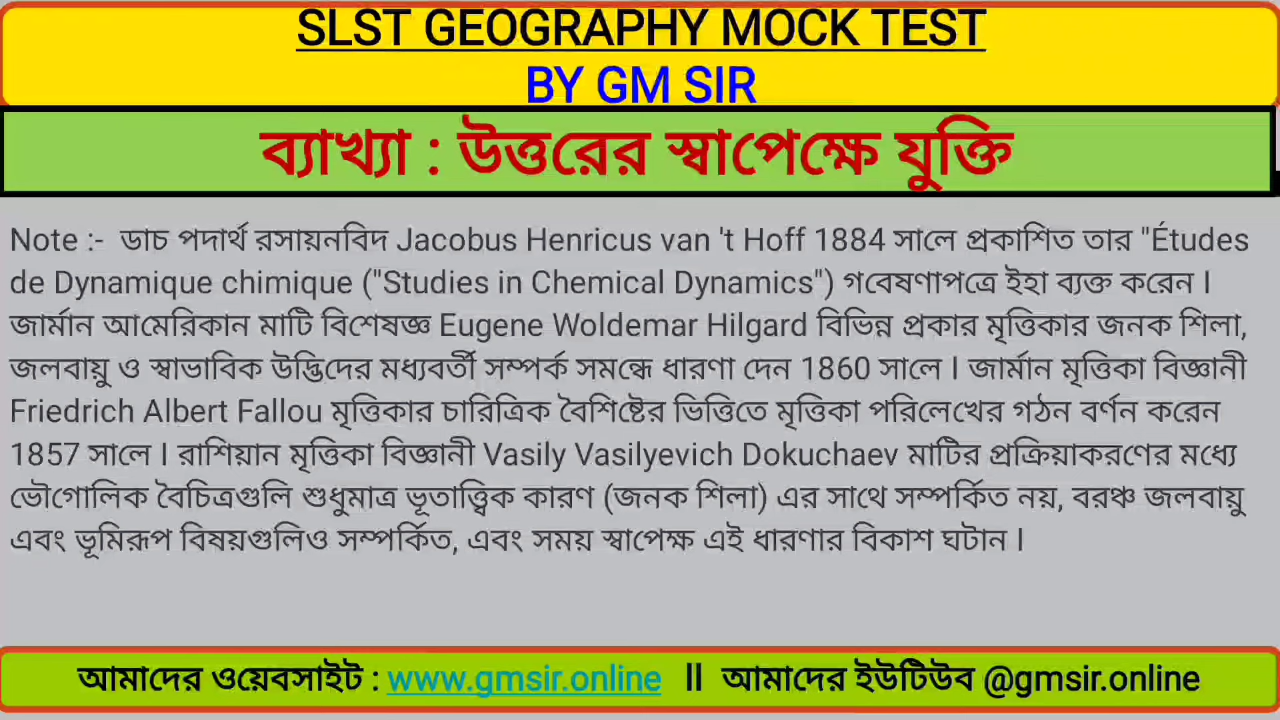 SLST GEOGRAPHY MOCK TEST
BY GM SIR
ব্যাখ্যা : উত্তরের স্বাপেক্ষে যুক্তি
Note :- ডাচ পদার্থ রসায়নবিদ Jacobus Henricus van 't Hoff 1884 সালে প্রকাশিত তার "Études
de Dynamique chimique ("Studies in Chemical Dynamics") গবেষণাপত্রে ইহা ব্যক্ত করেন ।
জার্মান আমেরিকান মাটি বিশেষজ্ঞ Eugene Woldemar Hilgard বিভিন্ন প্রকার মৃত্তিকার জনক শিলা,
জলবায়ু ও স্বাভাবিক উদ্ভিদের মধ্যবর্তী সম্পর্ক সমন্ধে ধারণা দেন 1860 সালে । জার্মান মৃত্তিকা বিজ্ঞানী
Friedrich Albert Fallou মৃত্তিকার চারিত্রিক বৈশিষ্টের ভিত্তিতে মৃত্তিকা পরিলেখের গঠন বর্ণন করেন
1857 সালে । রাশিয়ান মৃত্তিকা বিজ্ঞানী Vasily Vasilyevich Dokuchaev মাটির প্রক্রিয়াকরণের মধ্যে
ভৌগোলিক বৈচিত্রগুলি শুধুমাত্র ভূতাত্ত্বিক কারণ (জনক শিলা) এর সাথে সম্পর্কিত নয়, বরঞ্চ জলবায়ু
এবং ভূমিরূপ বিষয়গুলিও সম্পর্কিত, এবং সময় স্বাপেক্ষ এই ধারণার বিকাশ ঘটান ।
আমাদের ওয়েবসাইট : www.gmsir.online ll আমাদের ইউটিউব @gmsir.online